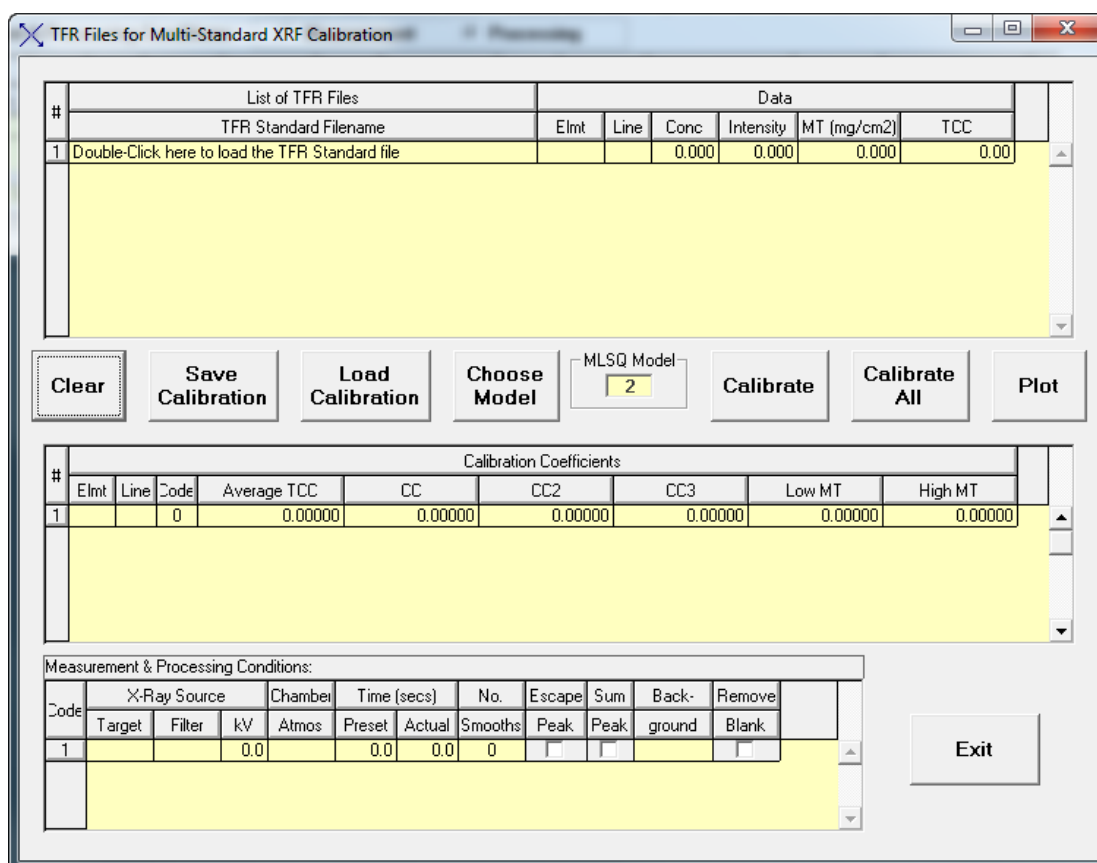 TFR Files for Multi-Standard XRF Calibration
# List of TFR Files Data
TFR Standard Filename Elmt Line Conc Intensity MT (mg/cm2) TCC
1 Double-Click here to load the TFR Standard file 0.000 0.000 0.000 0.00
Clear Save Calibration Load Calibration Choose Model MLSQ Model 2 Calibrate Calibrate All Plot
# Calibration Coefficients
Elmt Line Code Average TCC CC CC2 CC3 Low MT High MT
1 0 0.00000 0.00000 0.00000 0.00000 0.00000 0.00000
Measurement & Processing Conditions:
Code X-Ray Source Chamber Time (secs) No. Escape Sum Back- Remove
Target Filter kV Atmos Preset Actual Smooths Peak Peak ground Blank
1 0.0 0.0 0.0 0
Exit